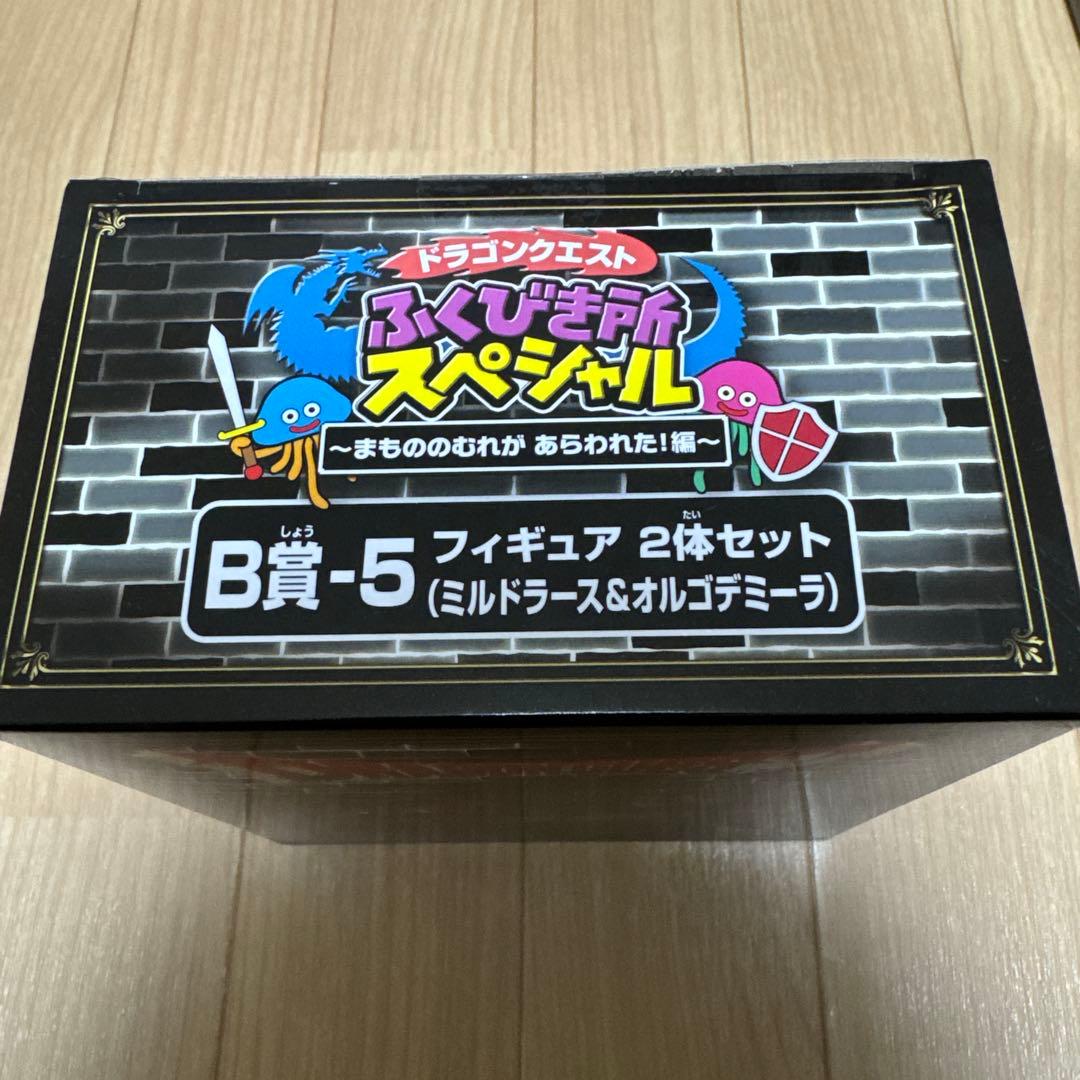 ドラゴンクエスト
ふくびき所
スペシャル
～まもののむれが あらわれた!編～
B賞-5
しょう
フィギュア 2体セット
たい
(ミルドラース&オルゴデミーラ)